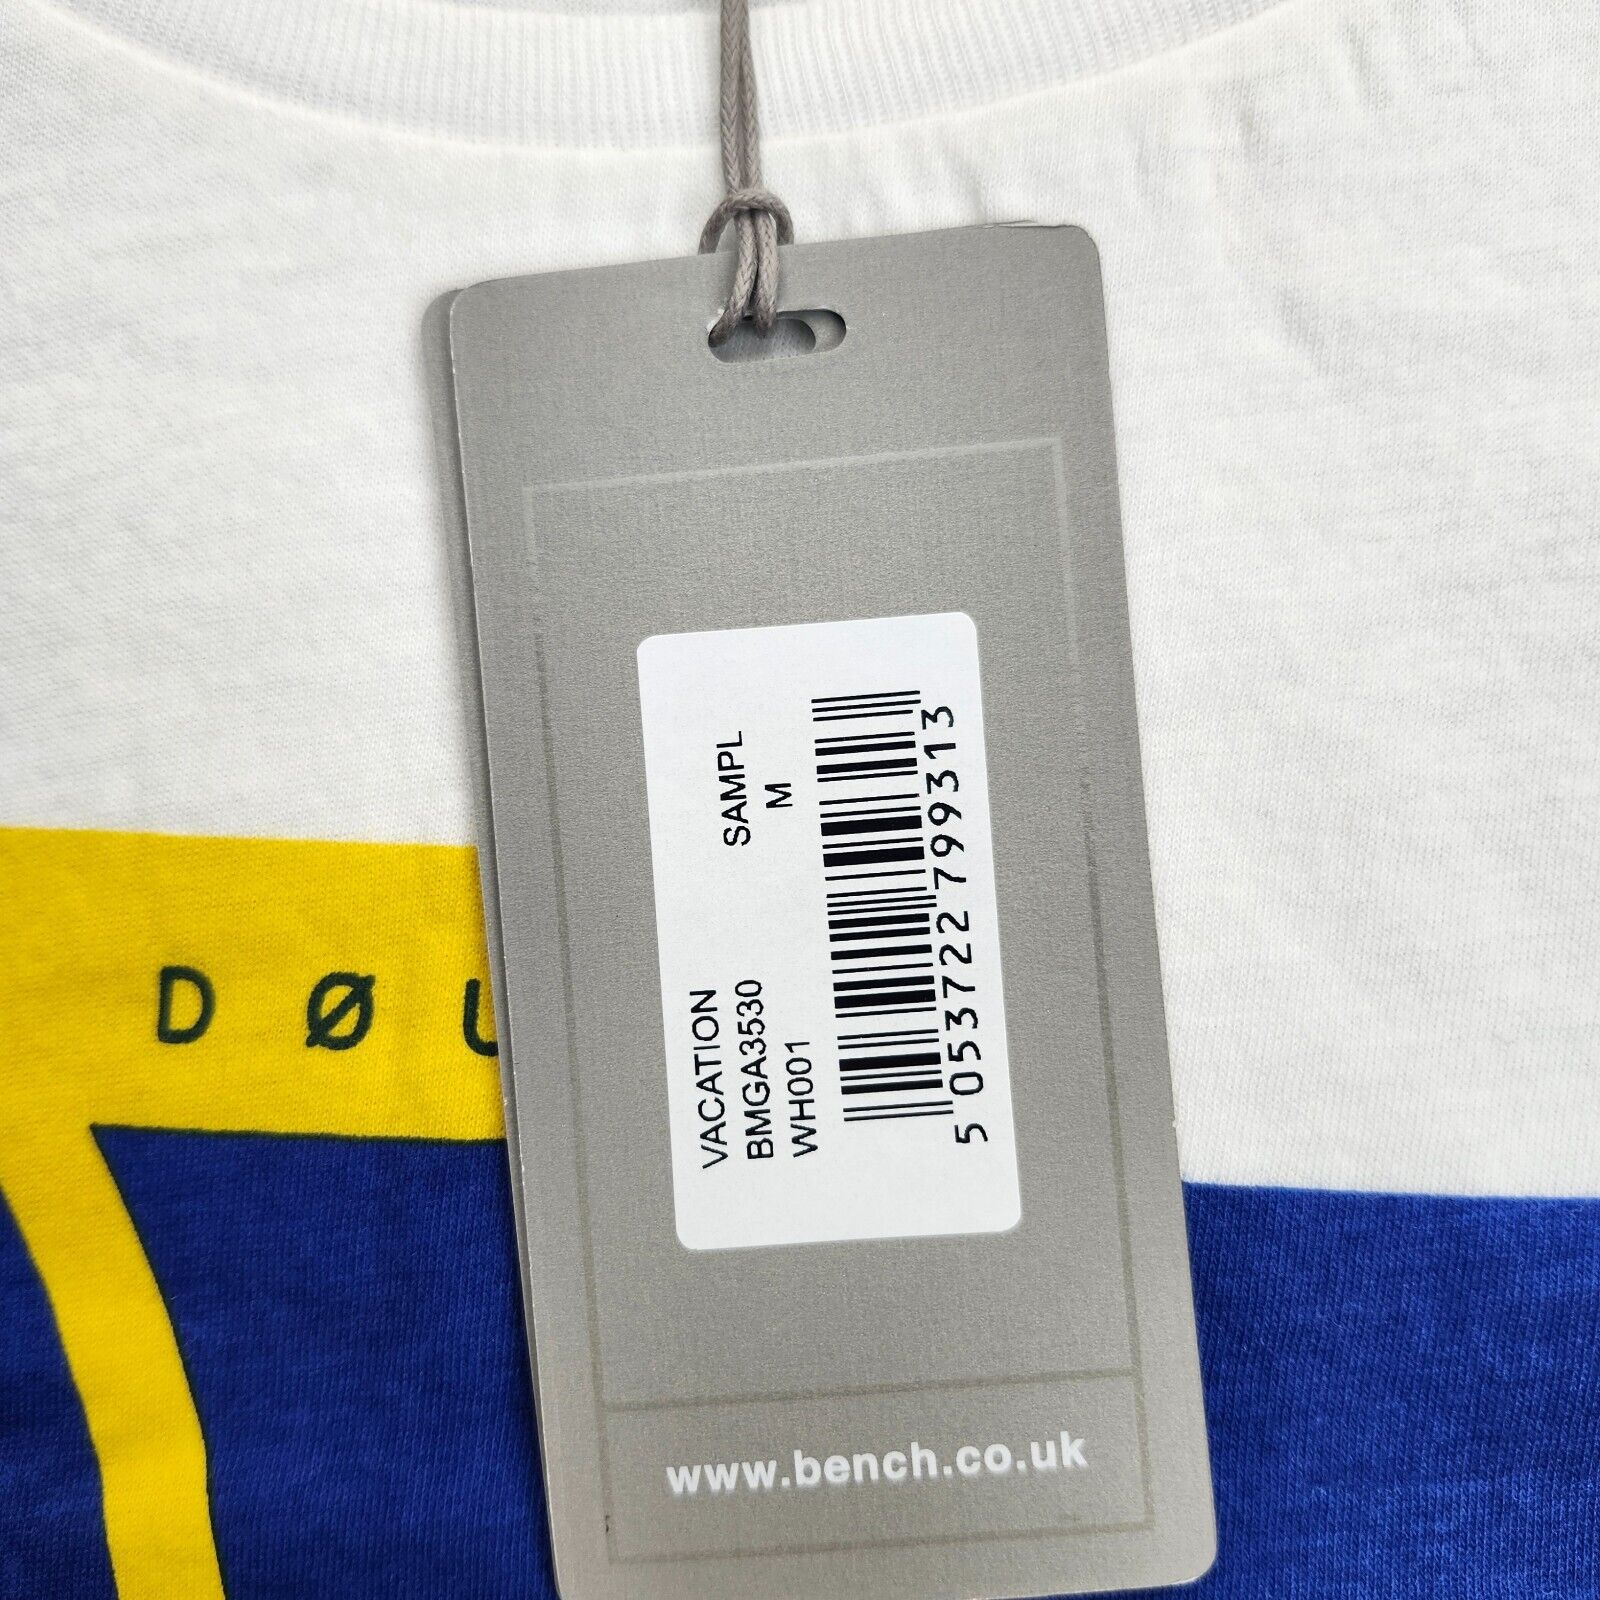 VACATION SAMPL
BMGA3530 M
WH001
5 053722 799313
www.bench.co.uk
DØU